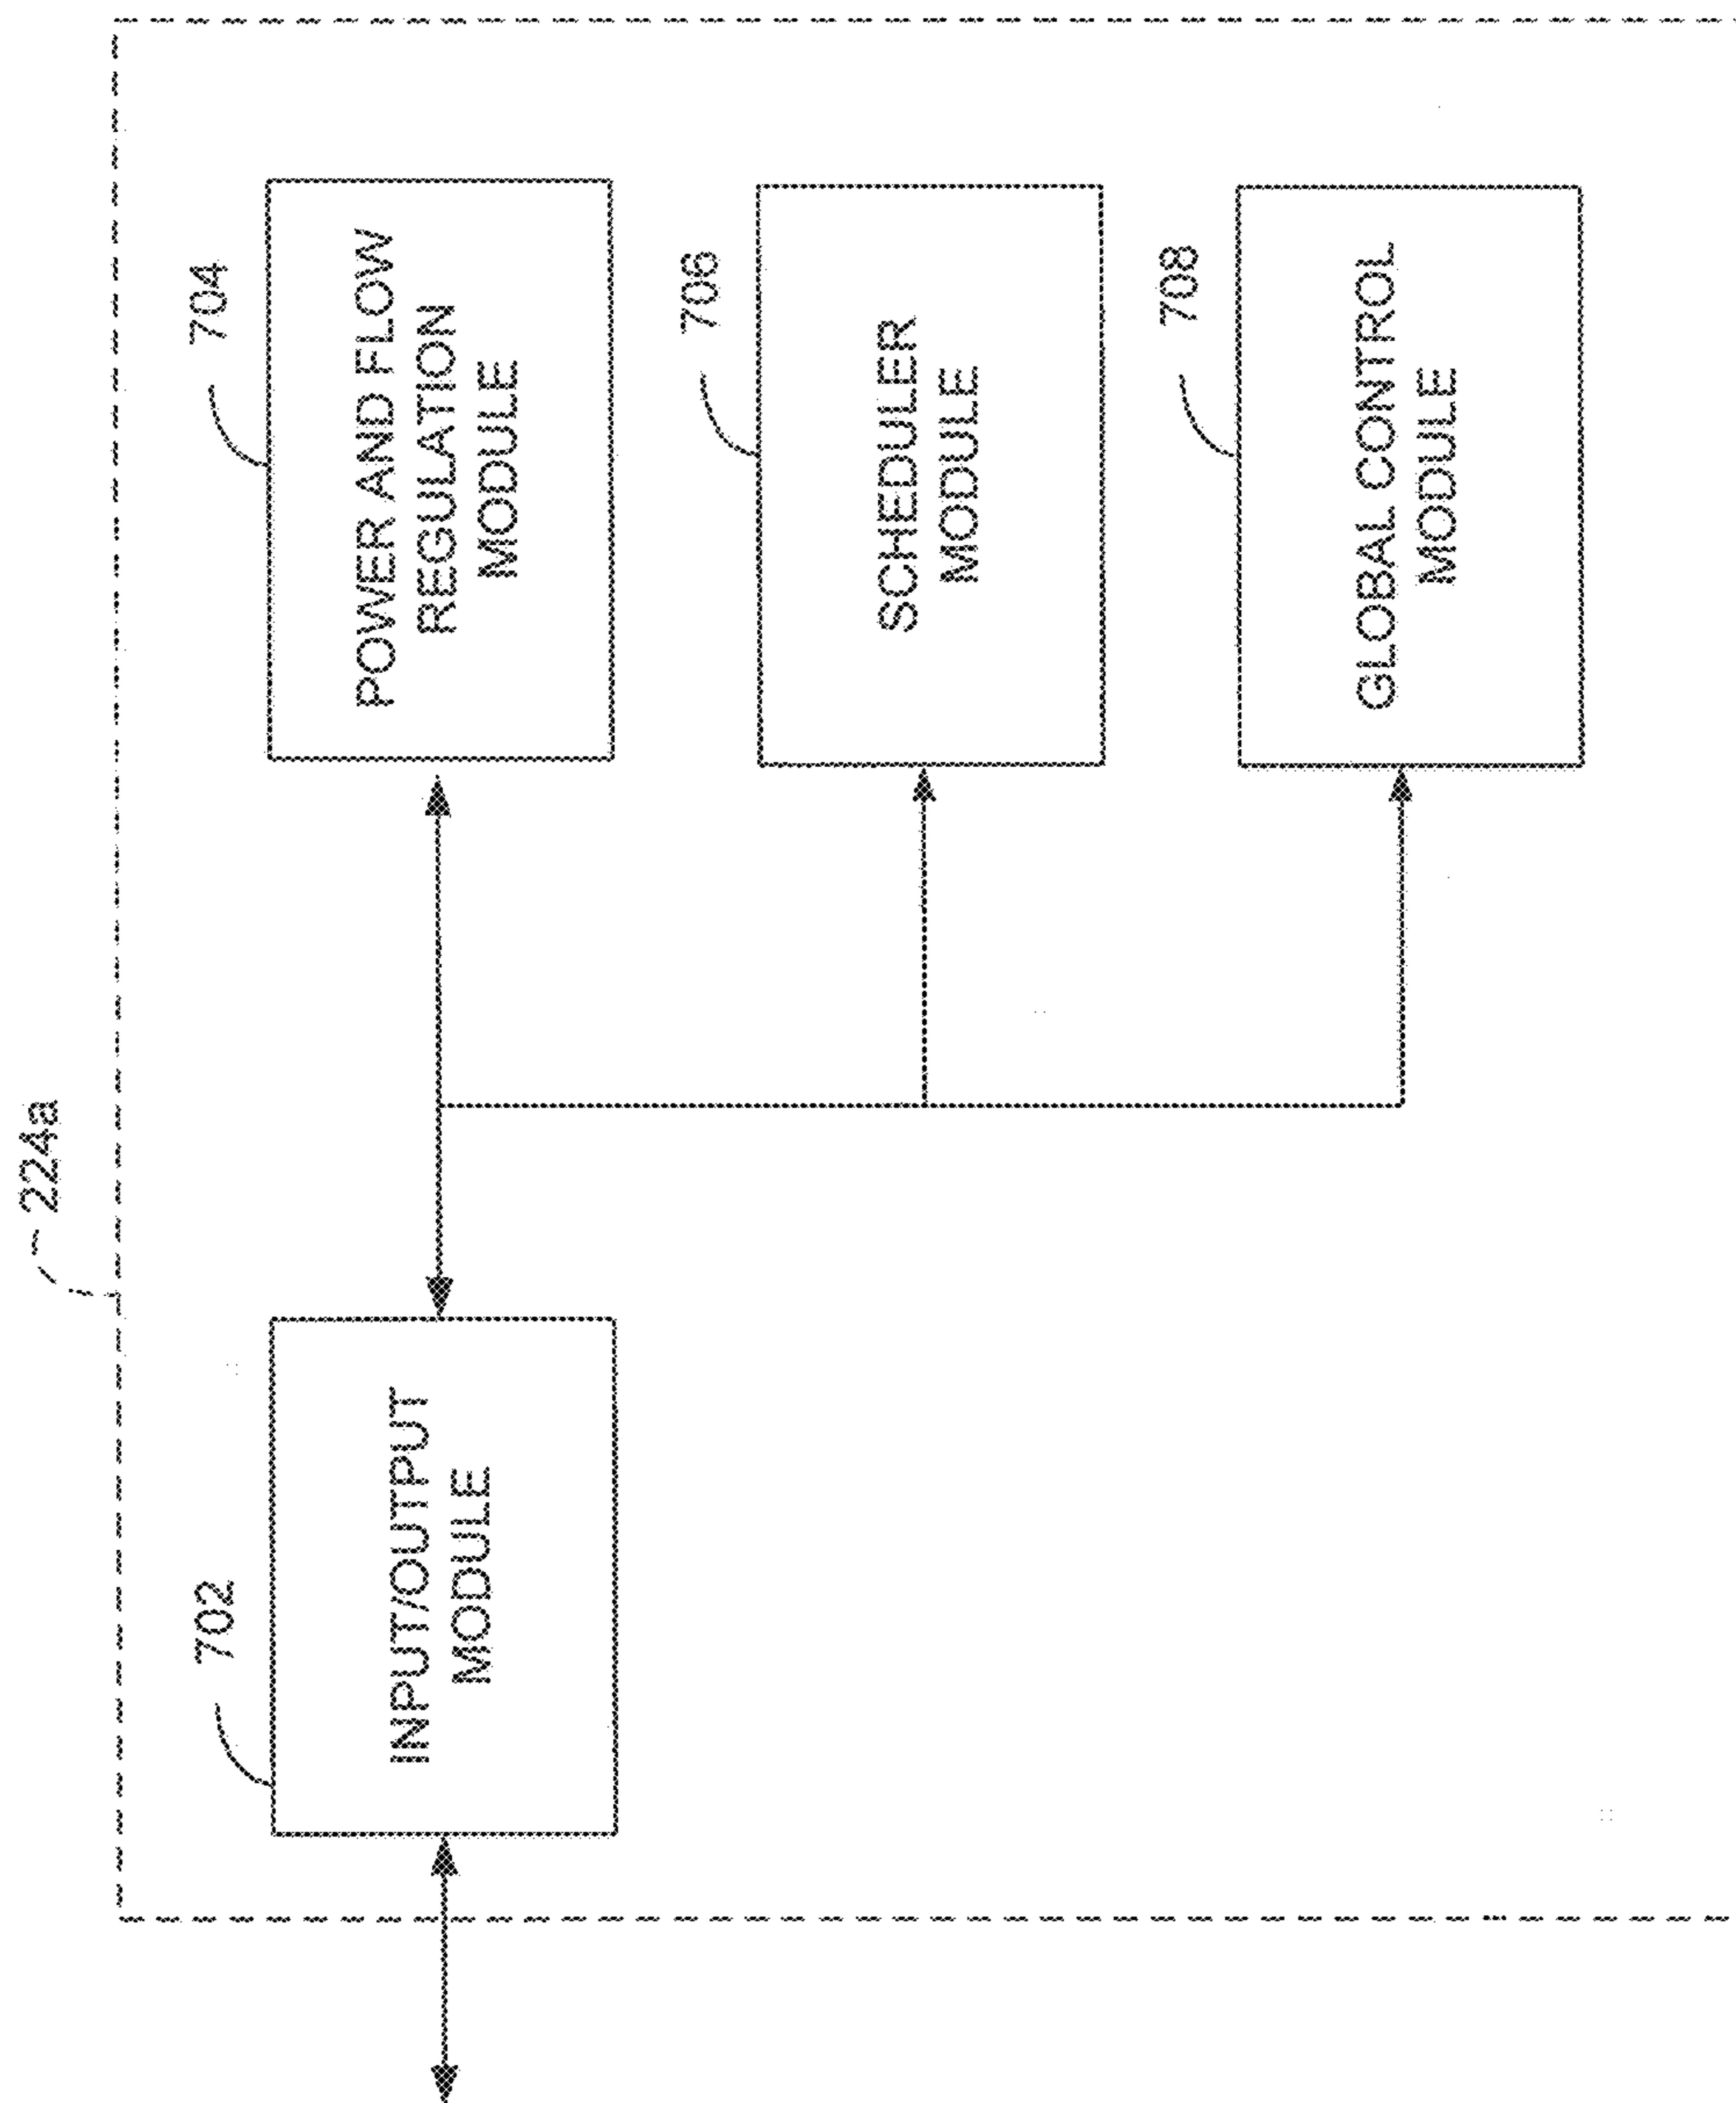 224a
702
INPUT/OUTPUT
MODULE
704
POWER AND FLOW
REGULATION
MODULE
706
SCHEDULER
MODULE
708
GLOBAL CONTROL
MODULE